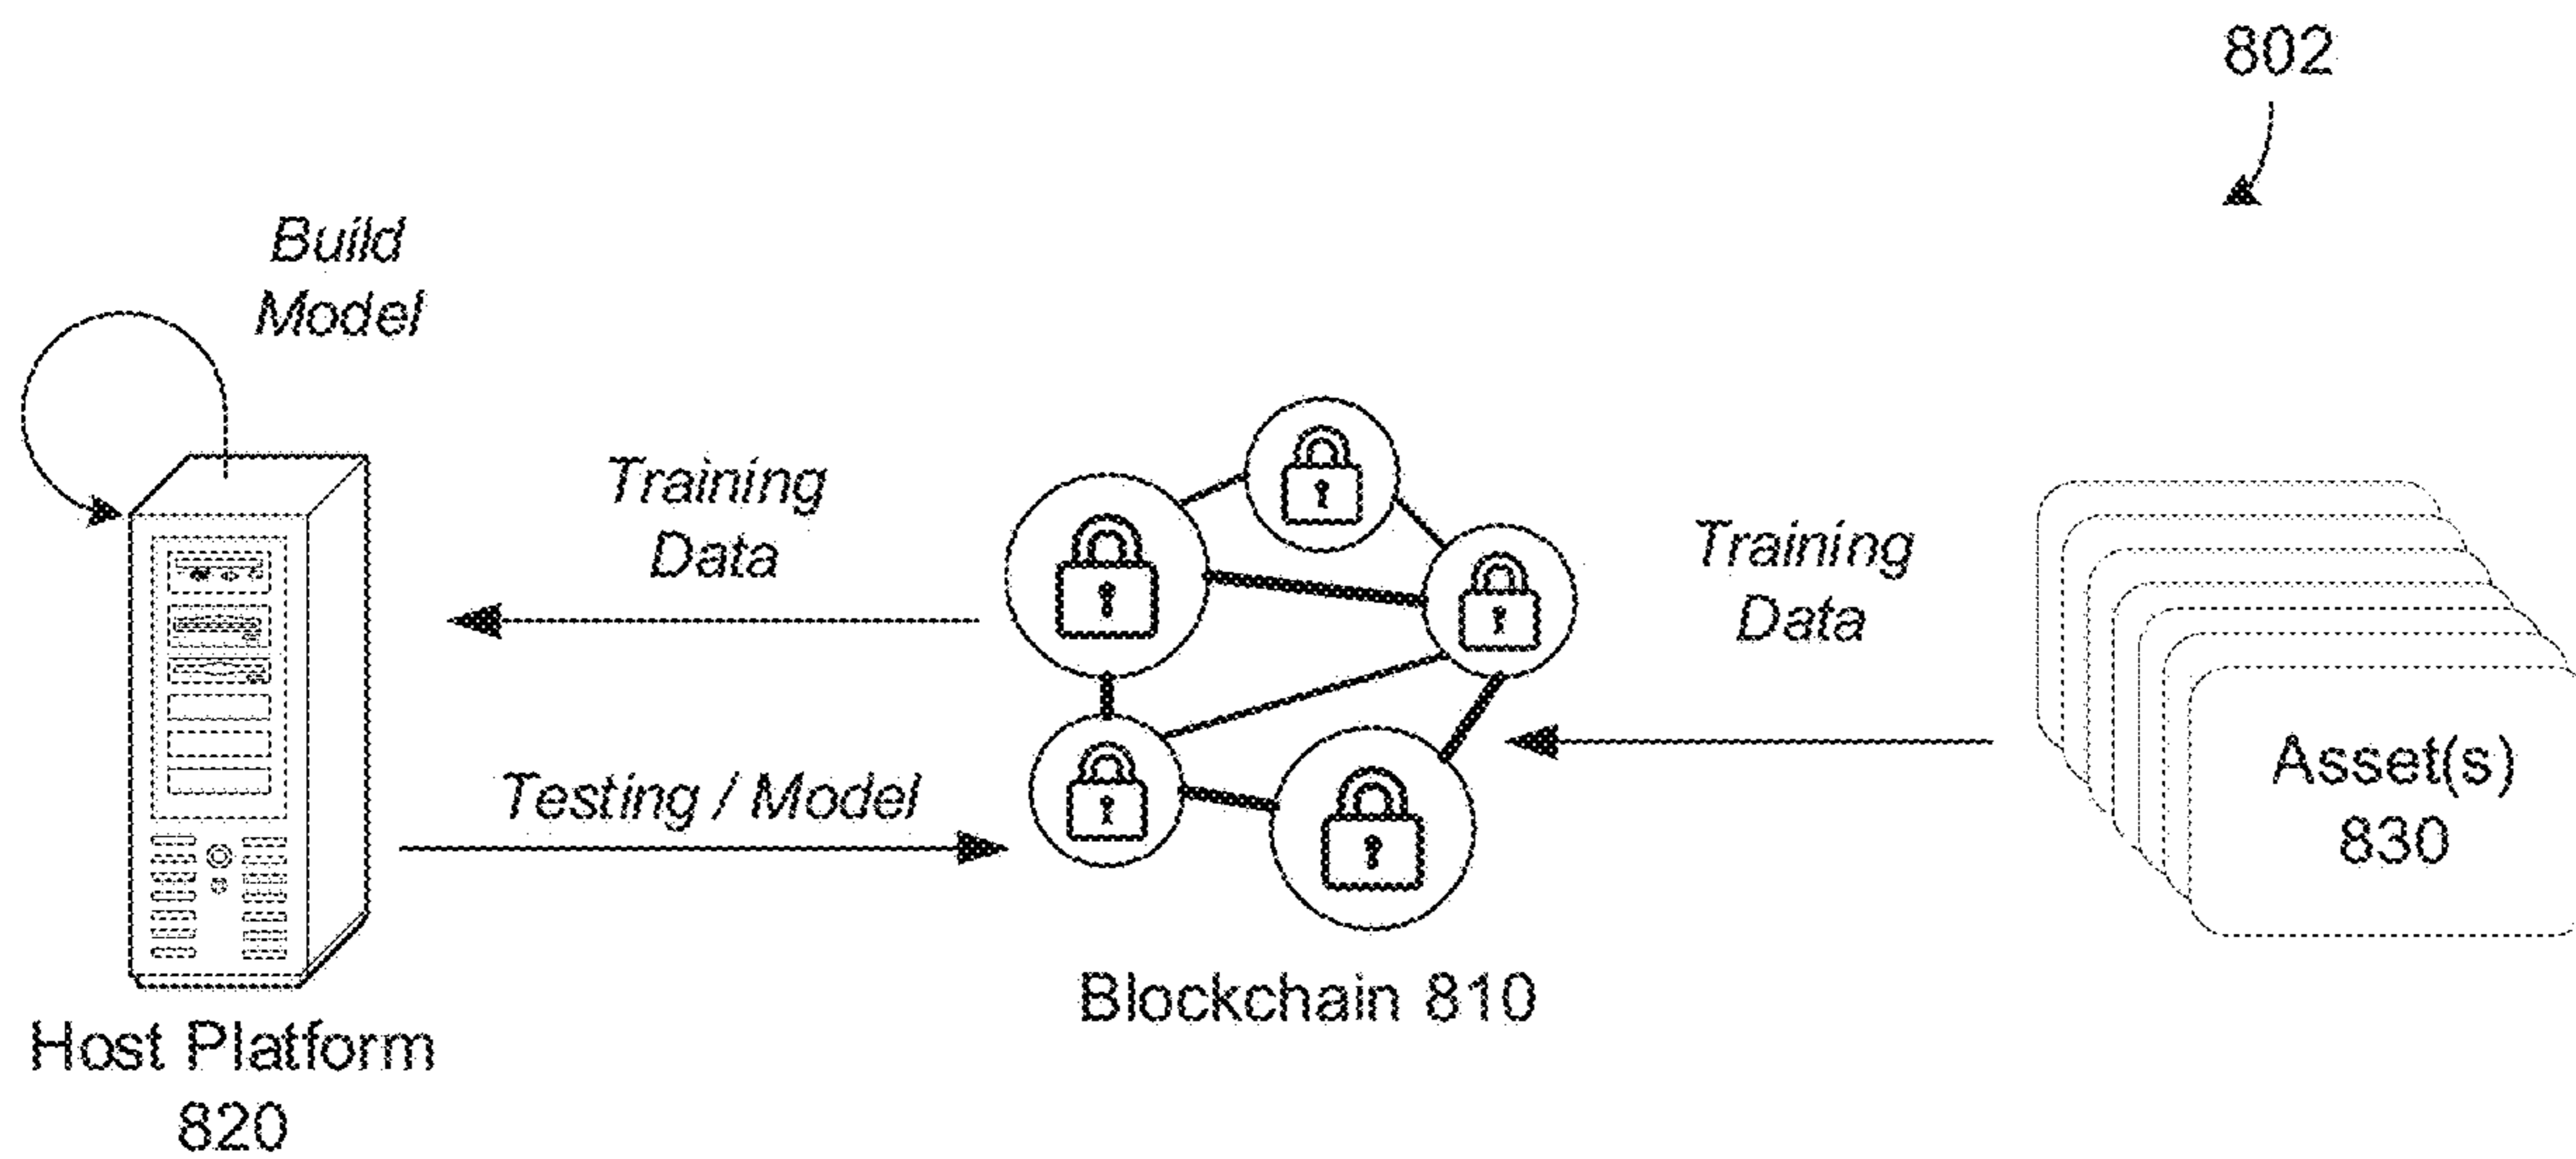 802
Build
Model
Training
Data
Training
Data
Testing / Model
Asset(s)
830
Blockchain 810
Host Platform
820